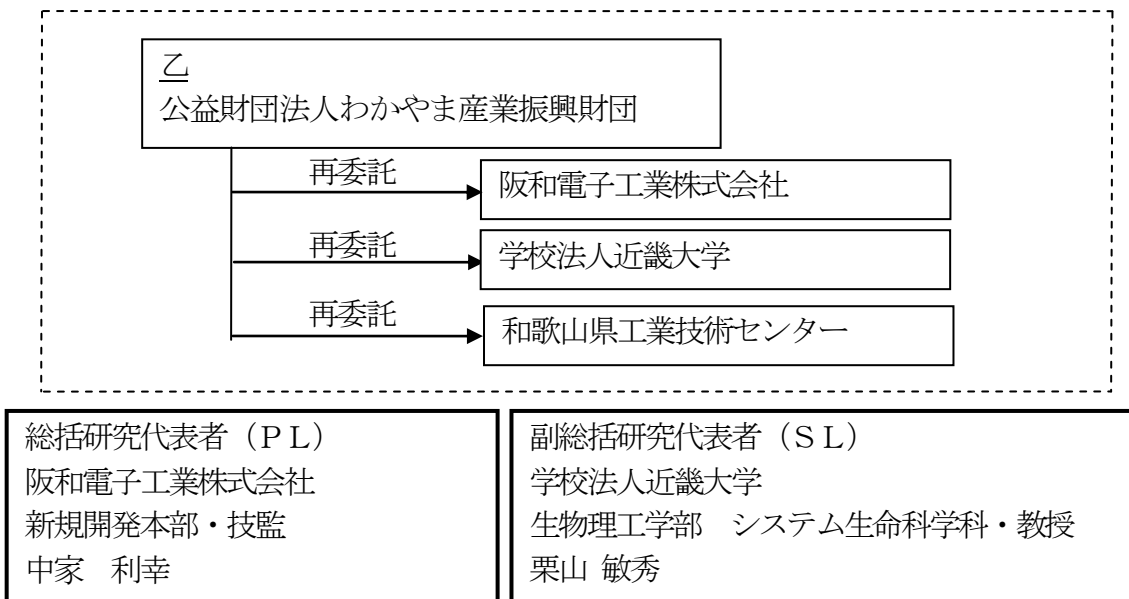 乙
公益財団法人わかやま産業振興財団
再委託
阪和電子工業株式会社
再委託
学校法人近畿大学
再委託
和歌山県工業技術センター
総括研究代表者（ＰＬ）
阪和電子工業株式会社
新規開発本部・技監
中家　利幸
副総括研究代表者（ＳＬ）
学校法人近畿大学
生物理工学部　システム生命科学科・教授
栗山 敏秀